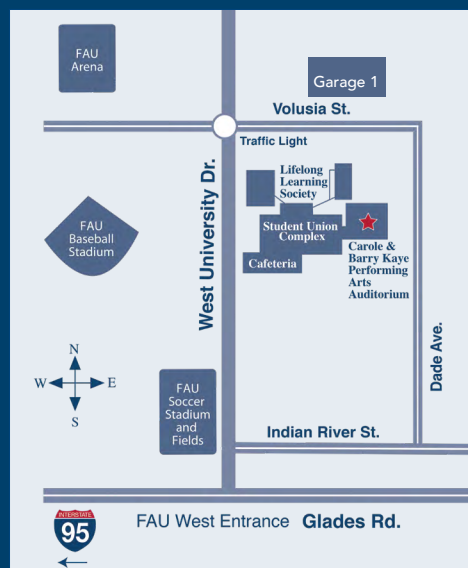 FAU
Arena
Garage 1
Volusia St.
Traffic Light
West University Dr.
Lifelong
Learning
Society
Student Union
Complex
Cafeteria
Carole &
Barry Kaye
Performing
Arts
Auditorium
FAU
Baseball
Stadium
Dade Ave.
N
W E
S
FAU
Soccer
Stadium
and
Fields
Indian River St.
INTERSTATE
95
FAU West Entrance Glades Rd.